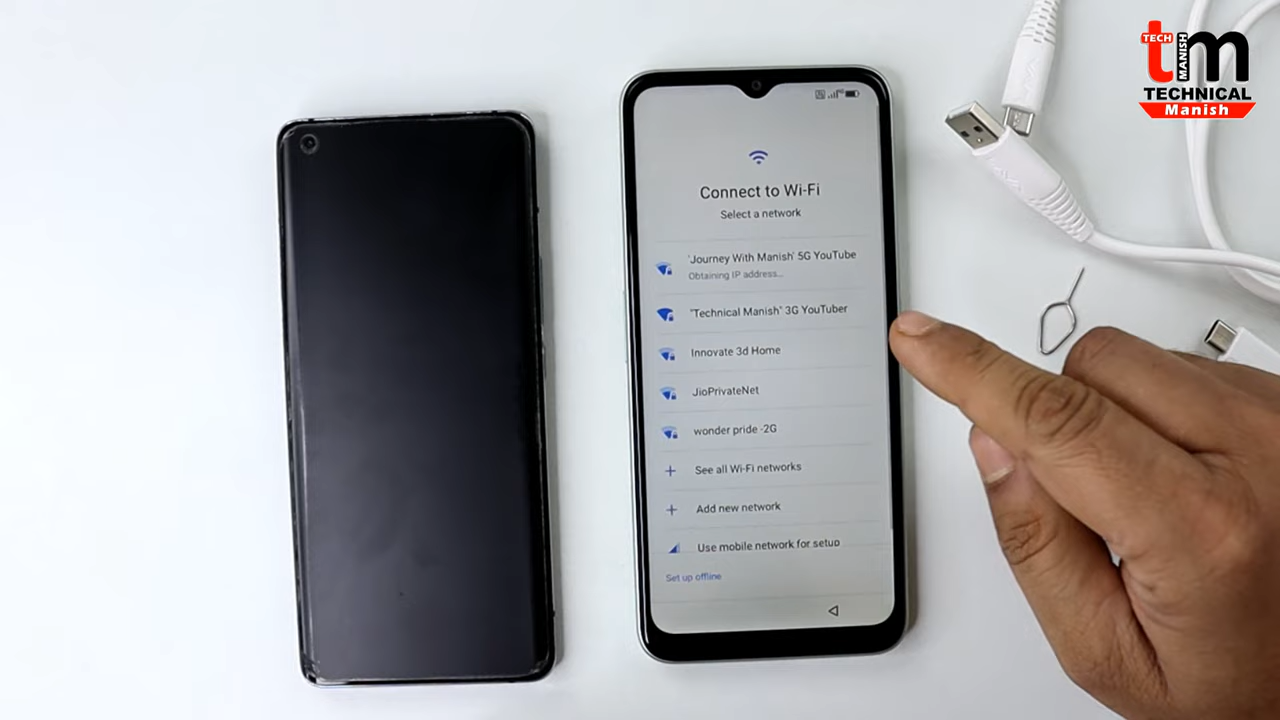 TECH
MANISH
tm
TECHNICAL
Manish
Connect to Wi-Fi
Select a network
'Journey With Manish' 5G YouTube
Obtaining IP address...
"Technical Manish" 3G YouTuber
Innovate 3d Home
JioPrivateNet
wonder pride -2G
See all Wi-Fi networks
Add new network
Use mobile network for setup
Set up offline